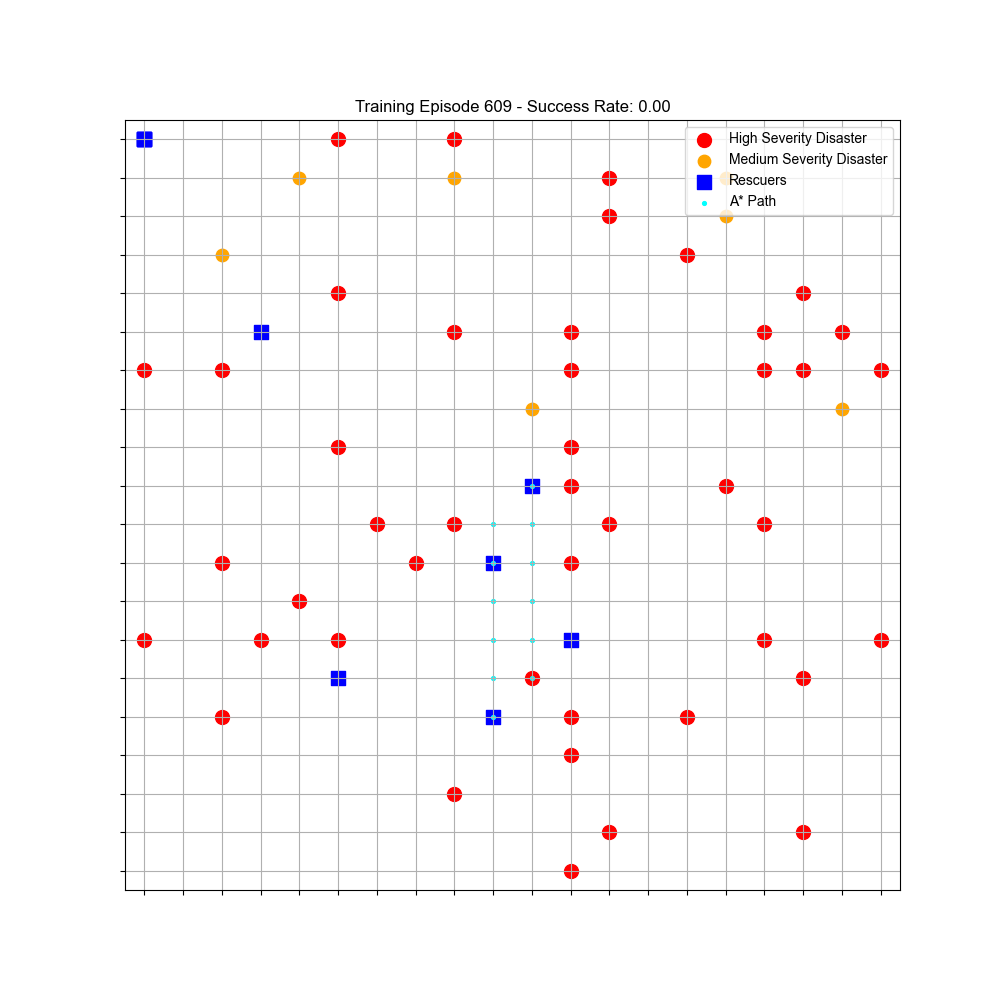 Training Episode 609 - Success Rate: 0.00
High Severity Disaster
Medium Severity Disaster
Rescuers
A* Path